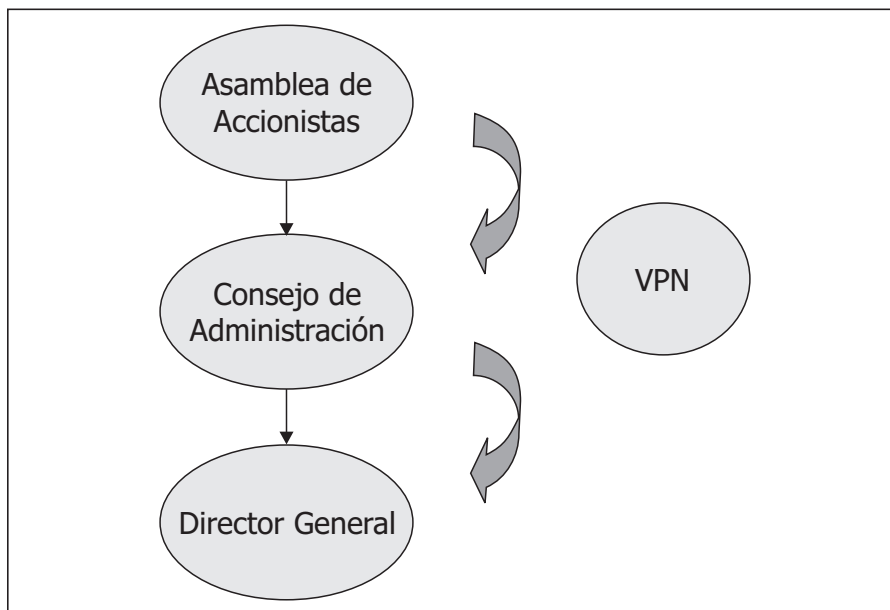 Asamblea de
Accionistas
Consejo de
Administración
Director General
VPN